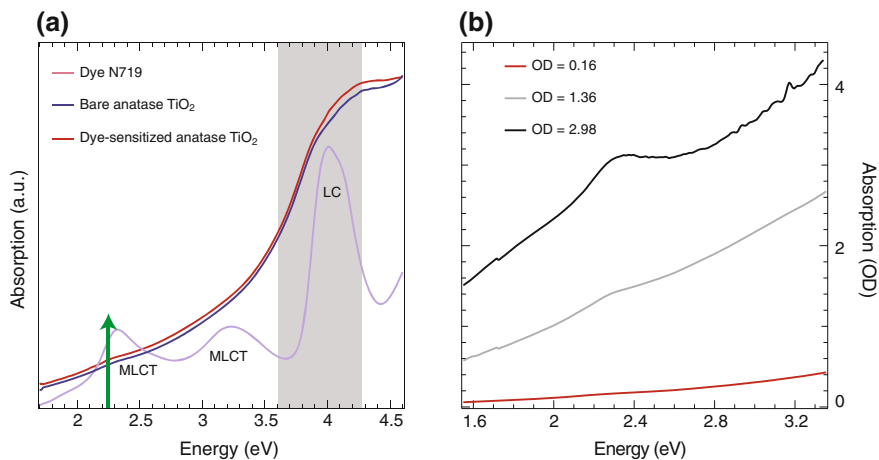 (a)
Dye N719
Bare anatase TiO₂
Dye-sensitized anatase TiO₂
LC
MLCT
MLCT
Absorption (a.u.)
2 2.5 3 3.5 4 4.5
Energy (eV)
(b)
OD = 0.16
OD = 1.36
OD = 2.98
4
2
0
Absorption (OD)
1.6 2 2.4 2.8 3.2
Energy (eV)